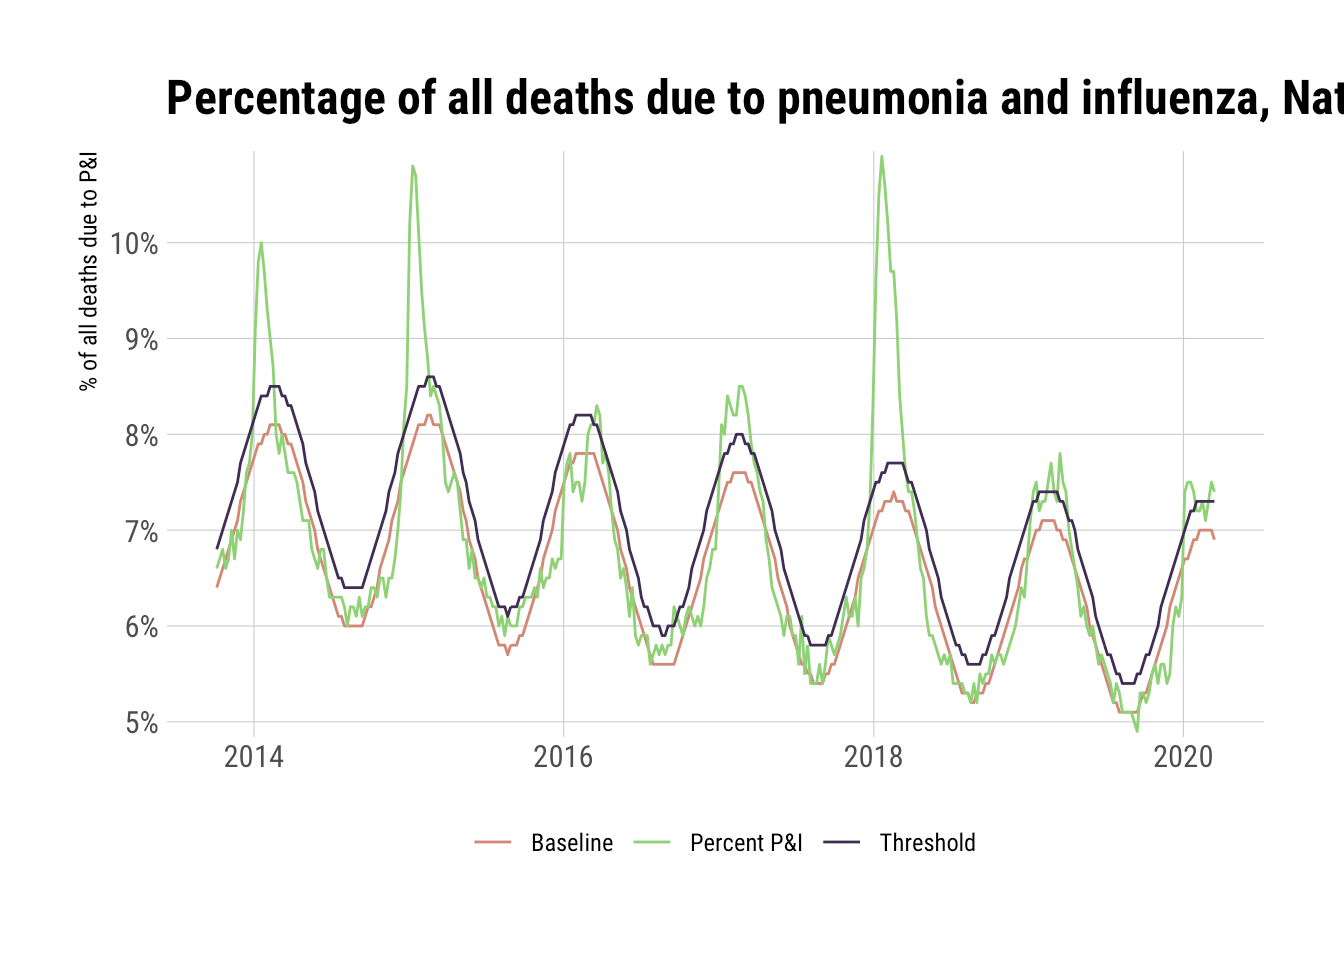 Percentage of all deaths due to pneumonia and influenza, Nat
% of all deaths due to P&I
10%
9%
8%
7%
6%
5%
2014 2016 2018 2020
Baseline Percent P&I Threshold